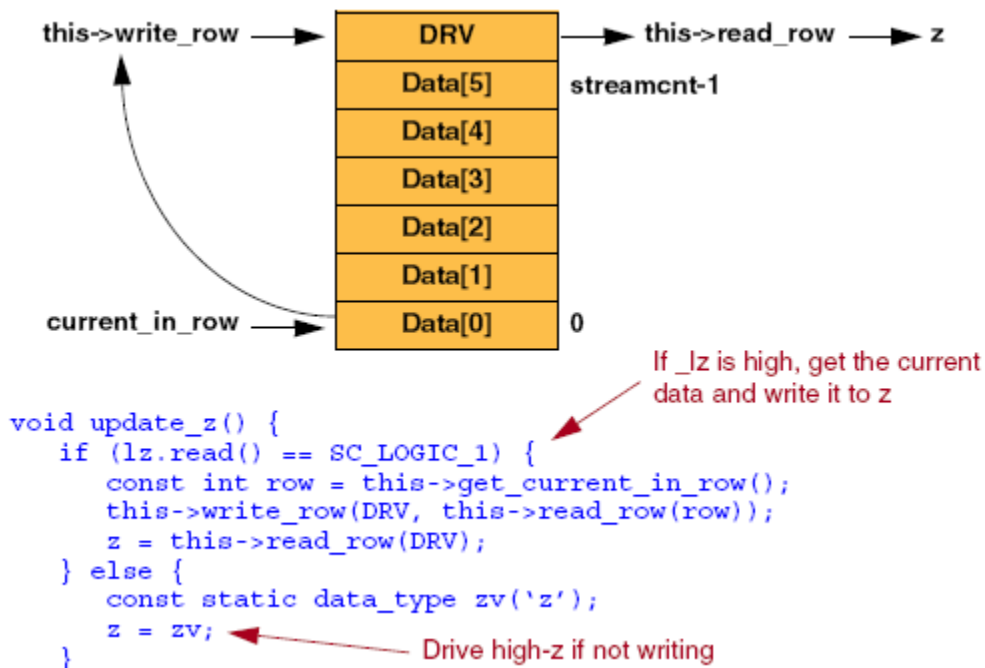 this->write_row DRV this->read_row z
Data[5] streamcnt-1
Data[4]
Data[3]
Data[2]
Data[1]
current_in_row Data[0] 0
If _lz is high, get the current
data and write it to z
void update_z() {
if (lz.read() == SC_LOGIC_1) {
const int row = this->get_current_in_row();
this->write_row(DRV, this->read_row(row));
z = this->read_row(DRV);
} else {
const static data_type zv(‘z’);
z = zv;
Drive high-z if not writing
}